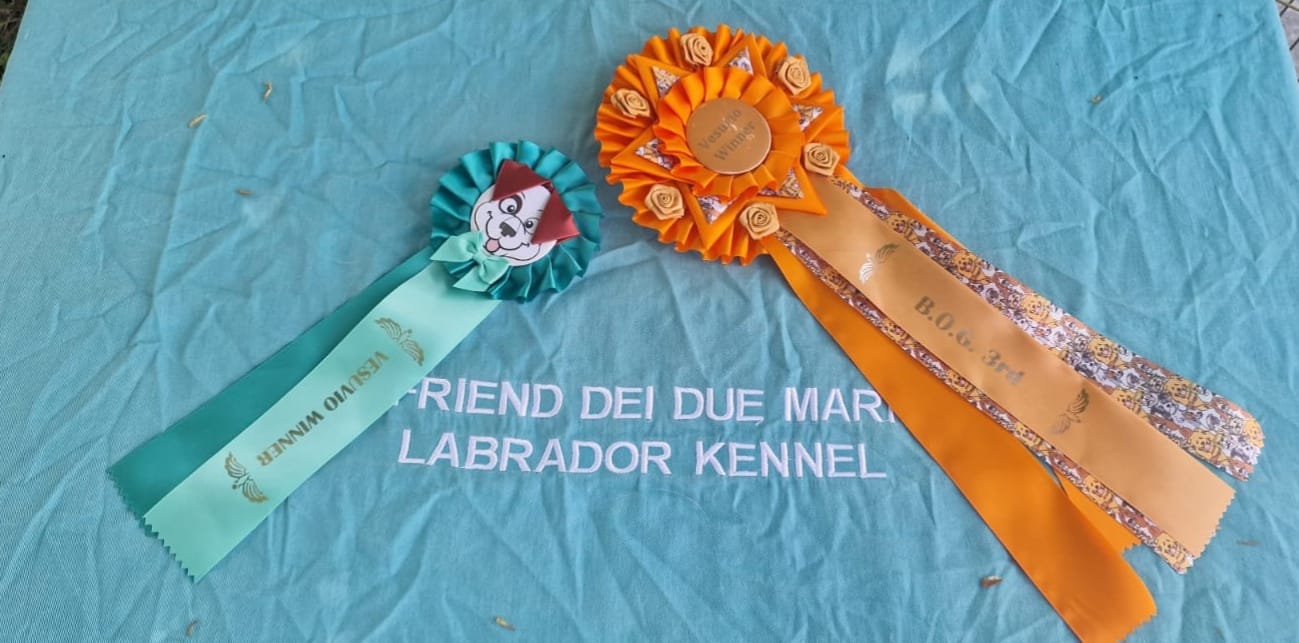 Vesuvio
Winner
B.O.G. 3rd
VESUVIO WINNER
FRIEND DEI DUE MARI
LABRADOR KENNEL